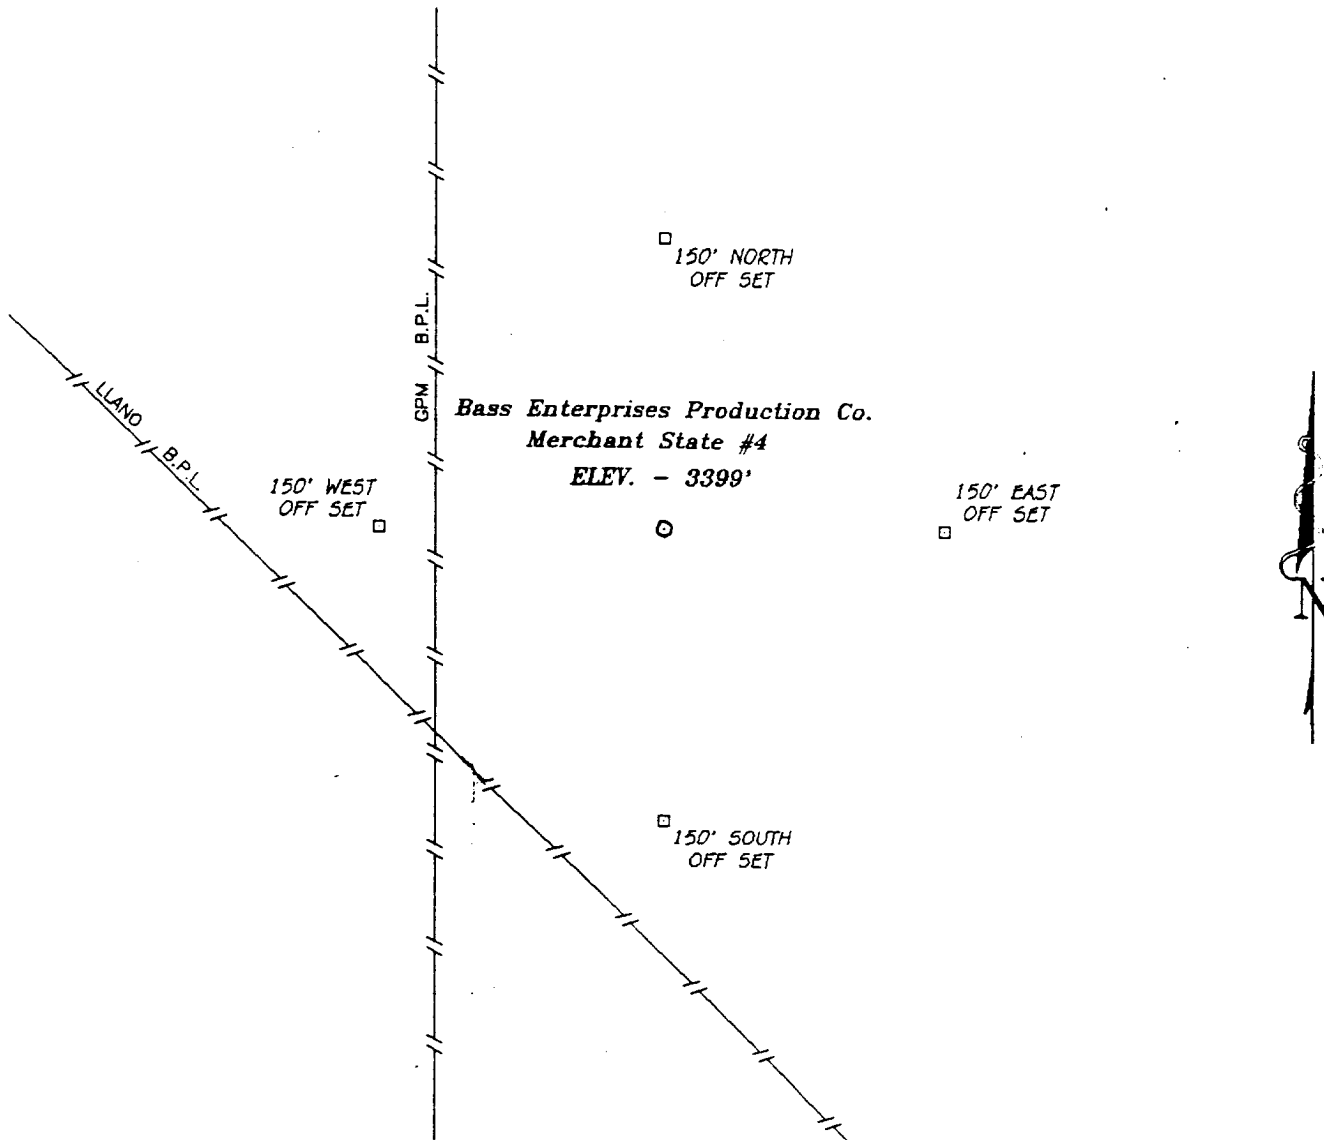 150' NORTH
OFF SET
GPM B.P.L.
LLANO B.P.L.
Bass Enterprises Production Co.
Merchant State #4
ELEV. - 3399'
150' WEST
OFF SET
150' EAST
OFF SET
150' SOUTH
OFF SET